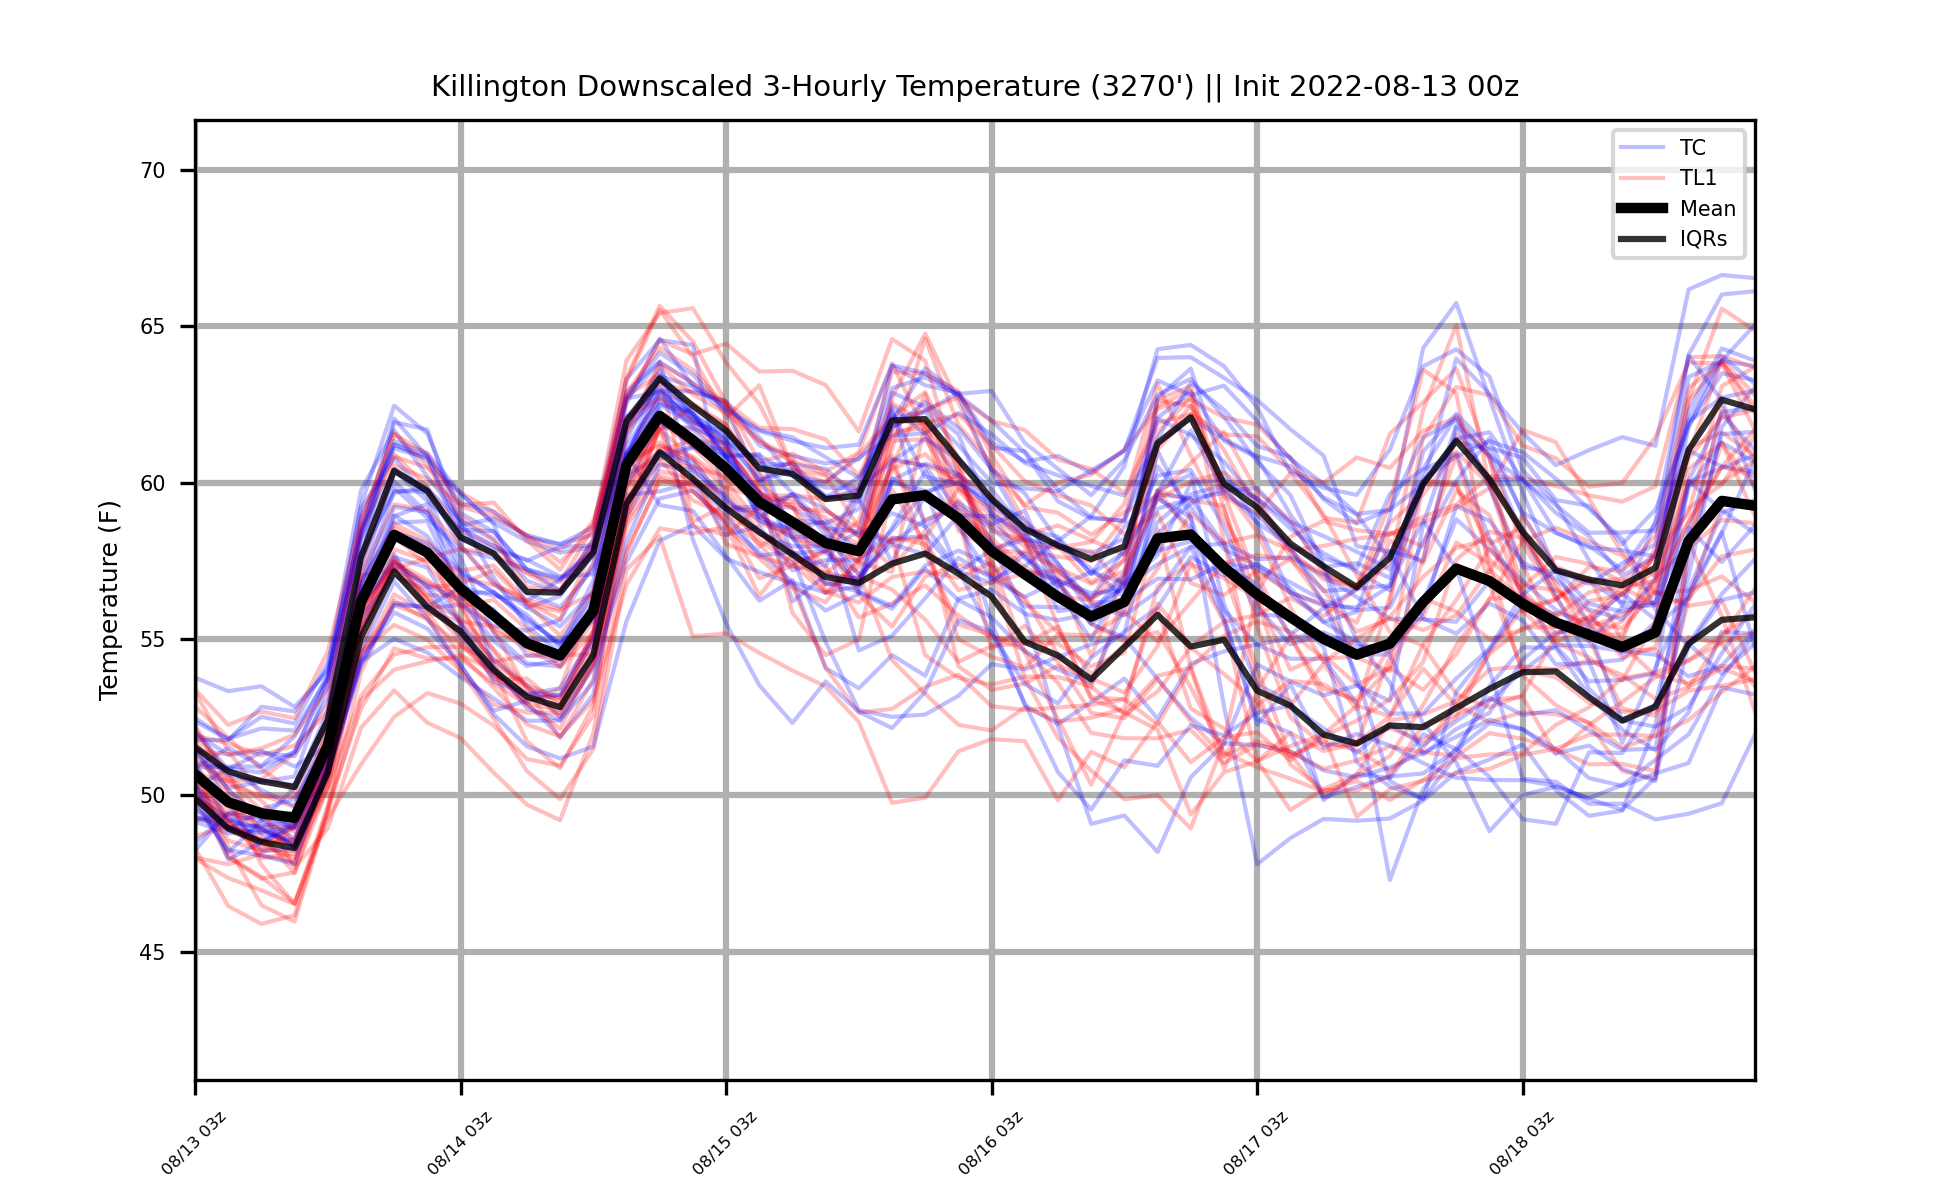 Killington Downscaled 3-Hourly Temperature (3270') || Init 2022-08-13 00z
TC
TL1
Mean
IQRs
Temperature (F)
70
65
60
55
50
45
08/13 03z
08/14 03z
08/15 03z
08/16 03z
08/17 03z
08/18 03z